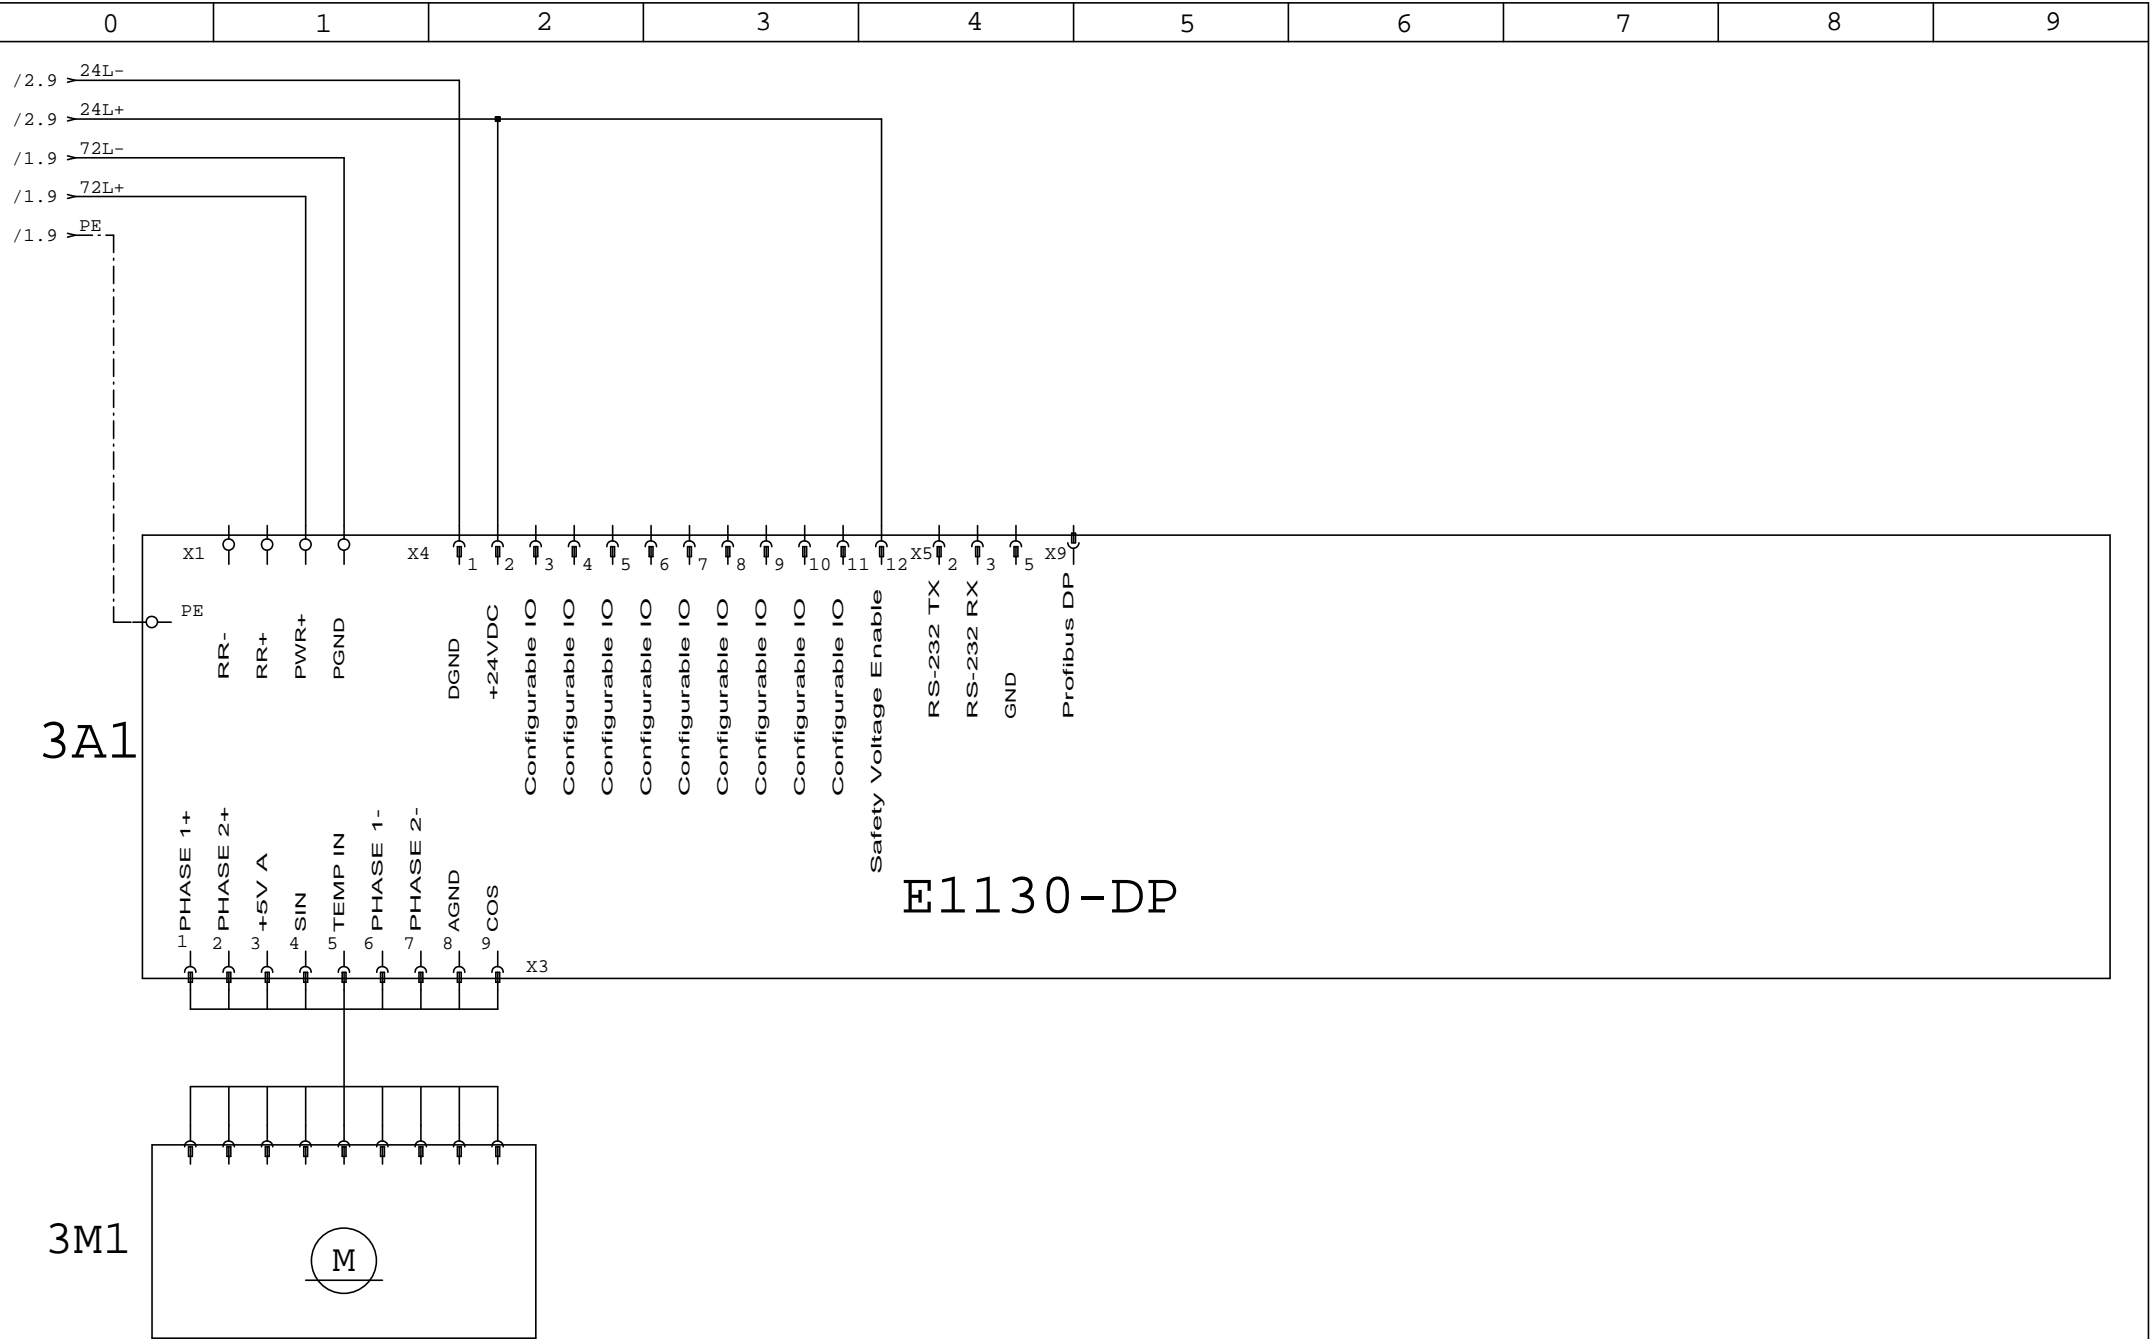 0 1 2 3 4 5 6 7 8 9
/2.9 24L-
/2.9 24L+
/1.9 72L-
/1.9 72L+
/1.9 PE
X1 X4 1 2 3 4 5 6 7 8 9 10 11 12 X5 2 3 5 X9
PE
RR-
RR+
PWR+
PGND
DGND
+24VDC
Configurable IO
Configurable IO
Configurable IO
Configurable IO
Configurable IO
Configurable IO
Configurable IO
Configurable IO
Configurable IO
Safety Voltage Enable
RS-232 TX
RS-232 RX
GND
Profibus DP
3A1
E1130-DP
PHASE 1+
PHASE 2+
+5V A
SIN
TEMP IN
PHASE 1-
PHASE 2-
AGND
COS
1 2 3 4 5 6 7 8 9 X3
3M1
M